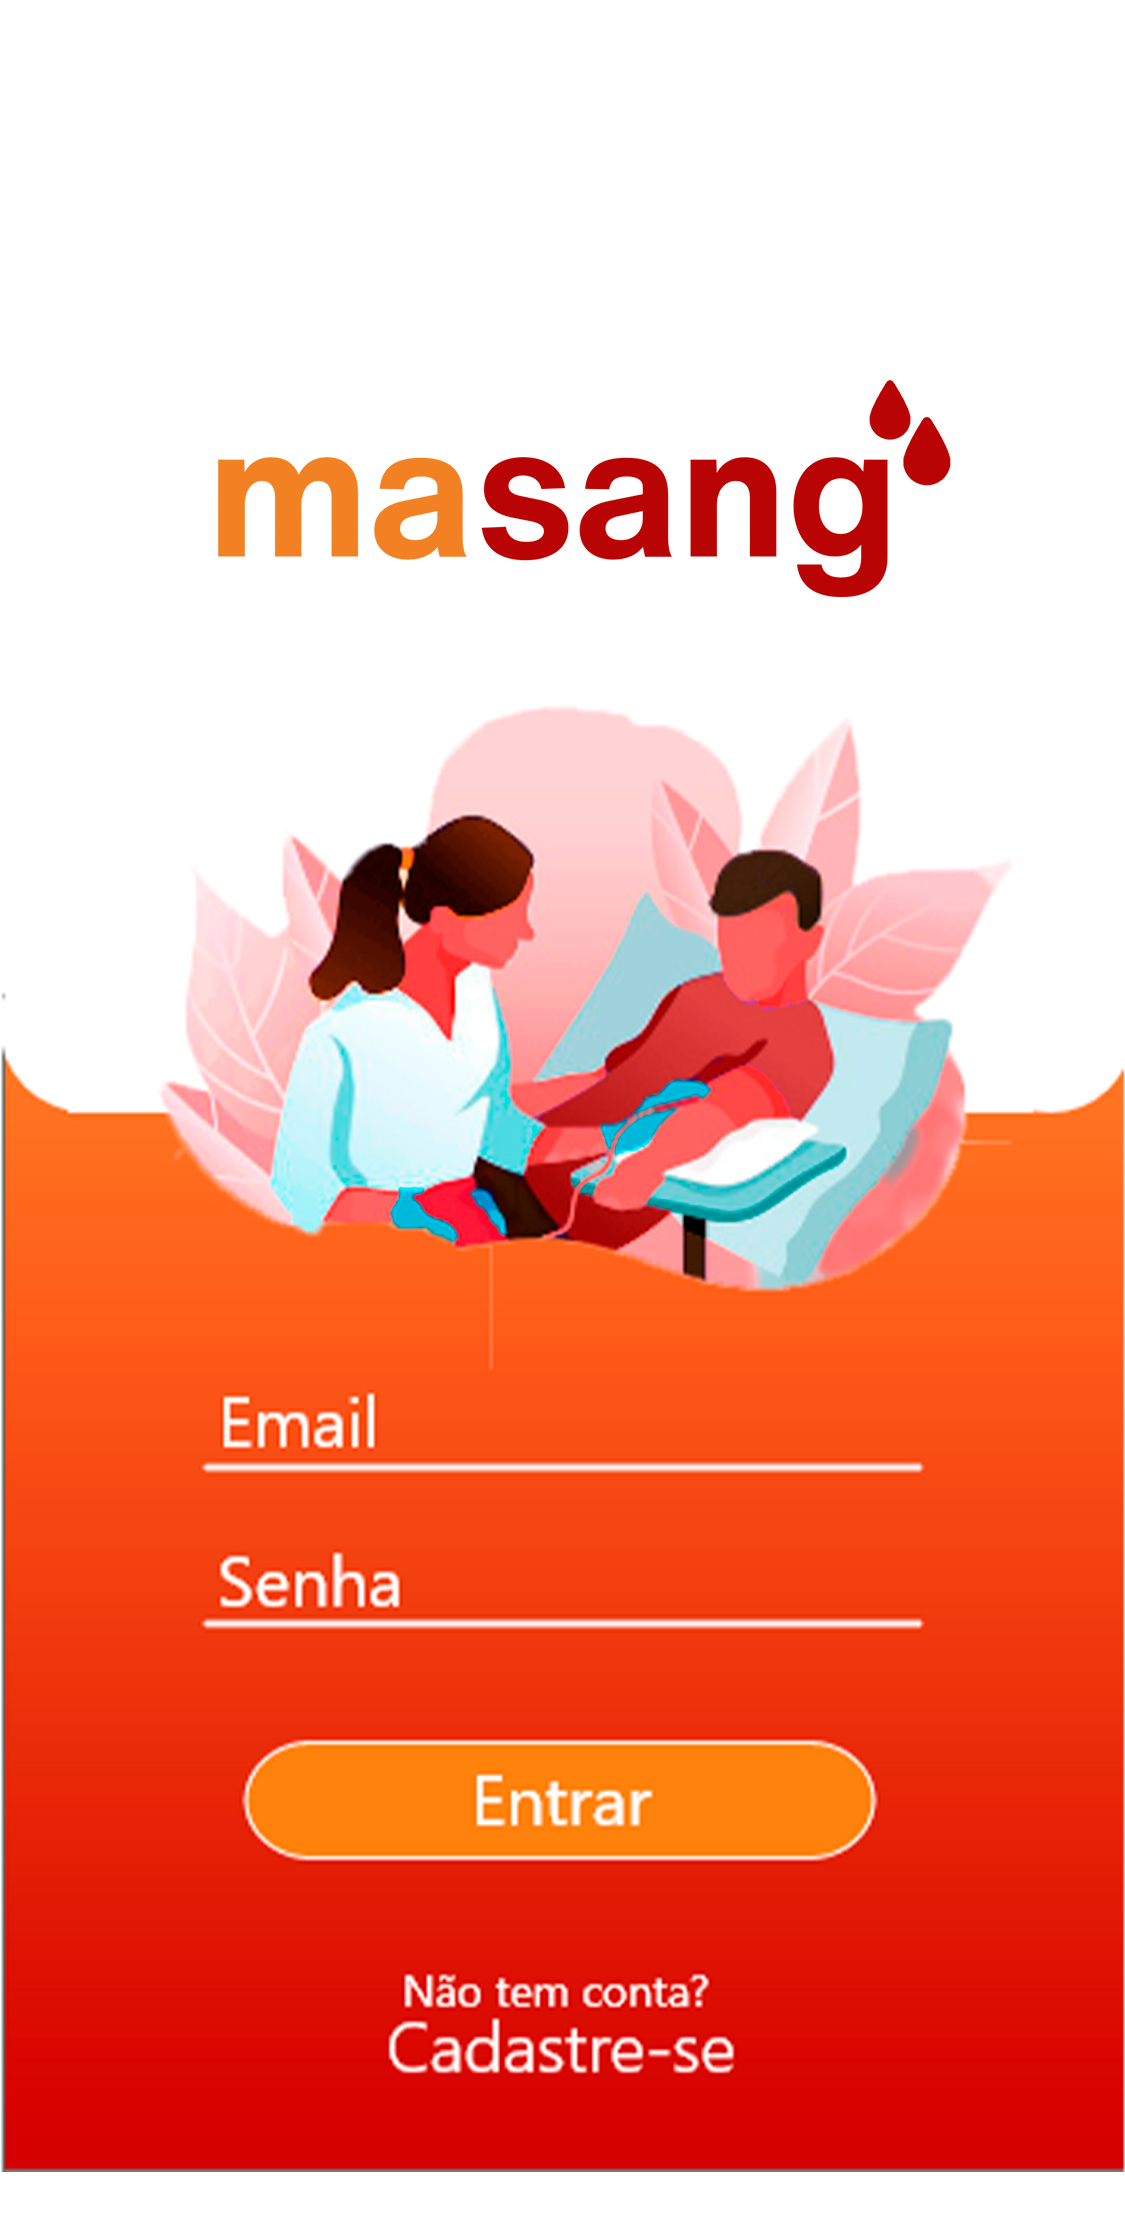 masang
Email
Senha
Entrar
Não tem conta?
Cadastre-se